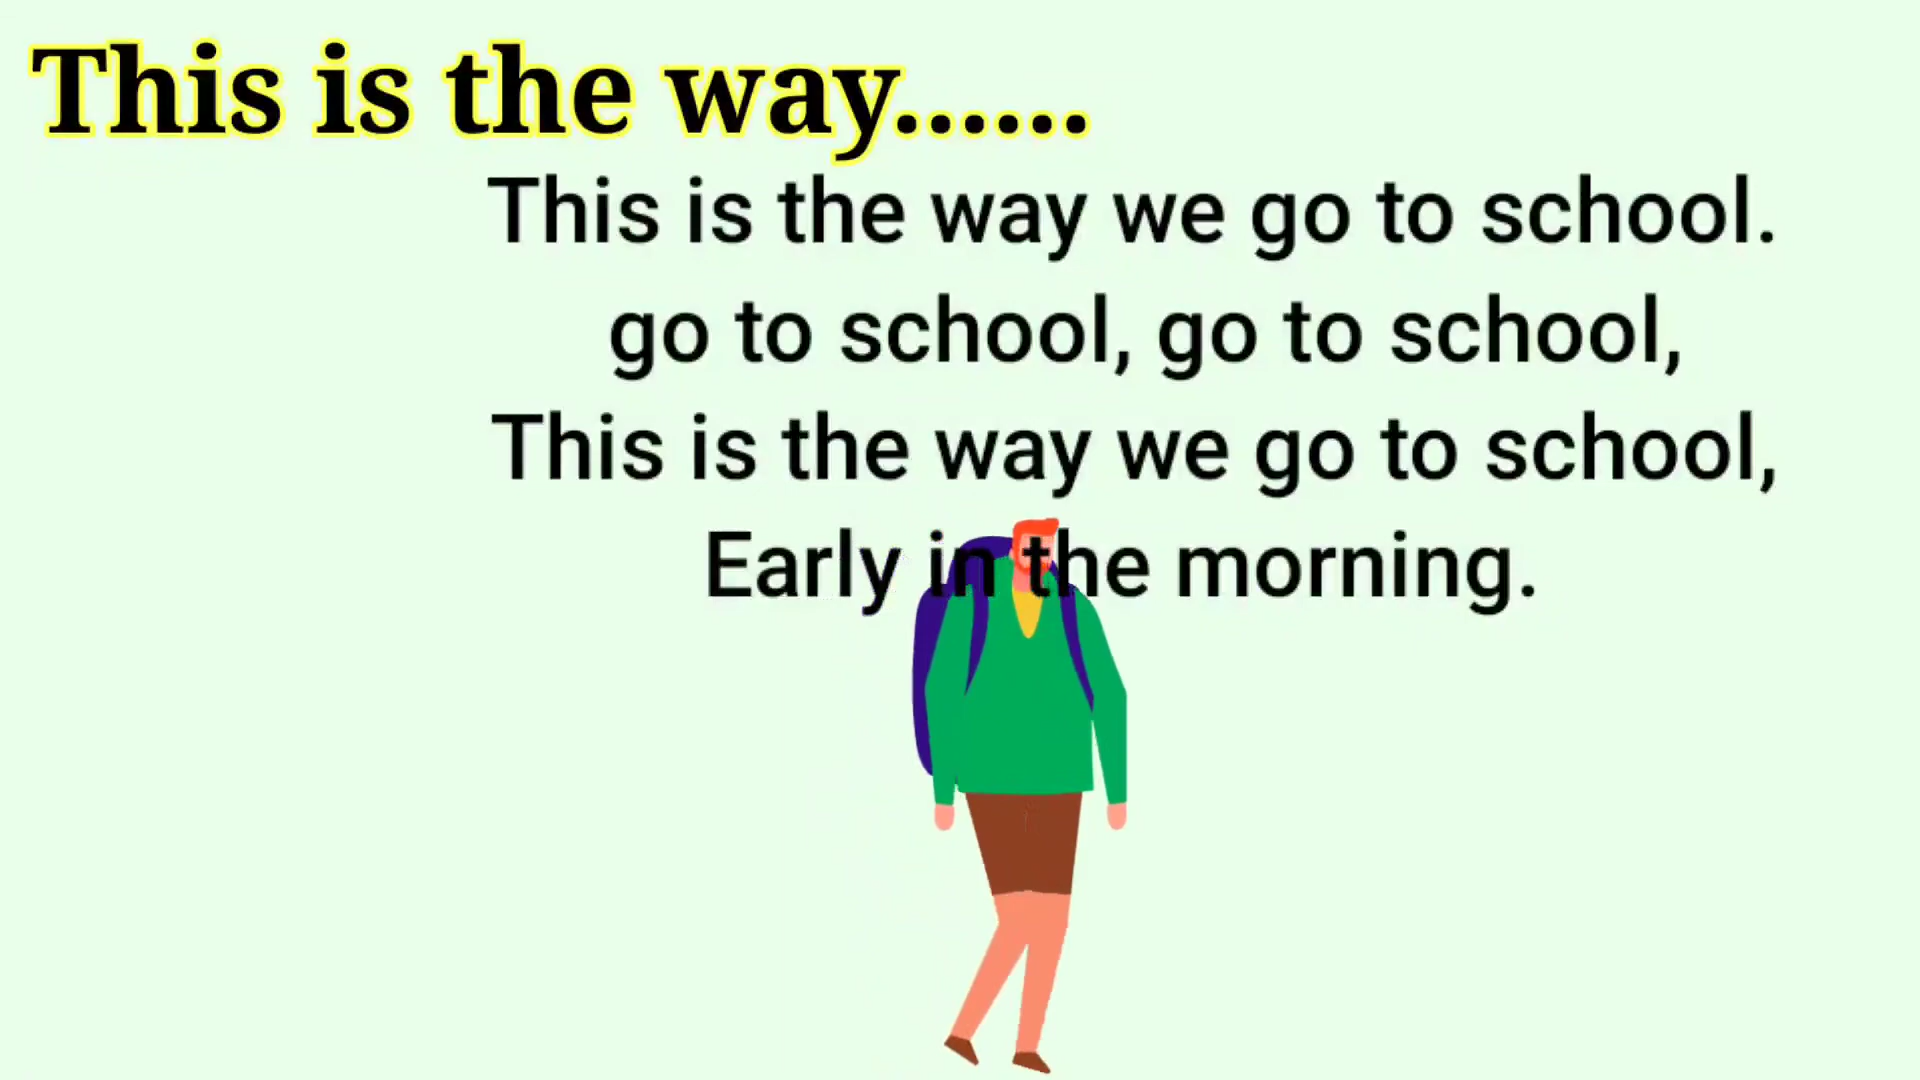 This is the way......
This is the way we go to school.
go to school, go to school,
This is the way we go to school,
Early in the morning.